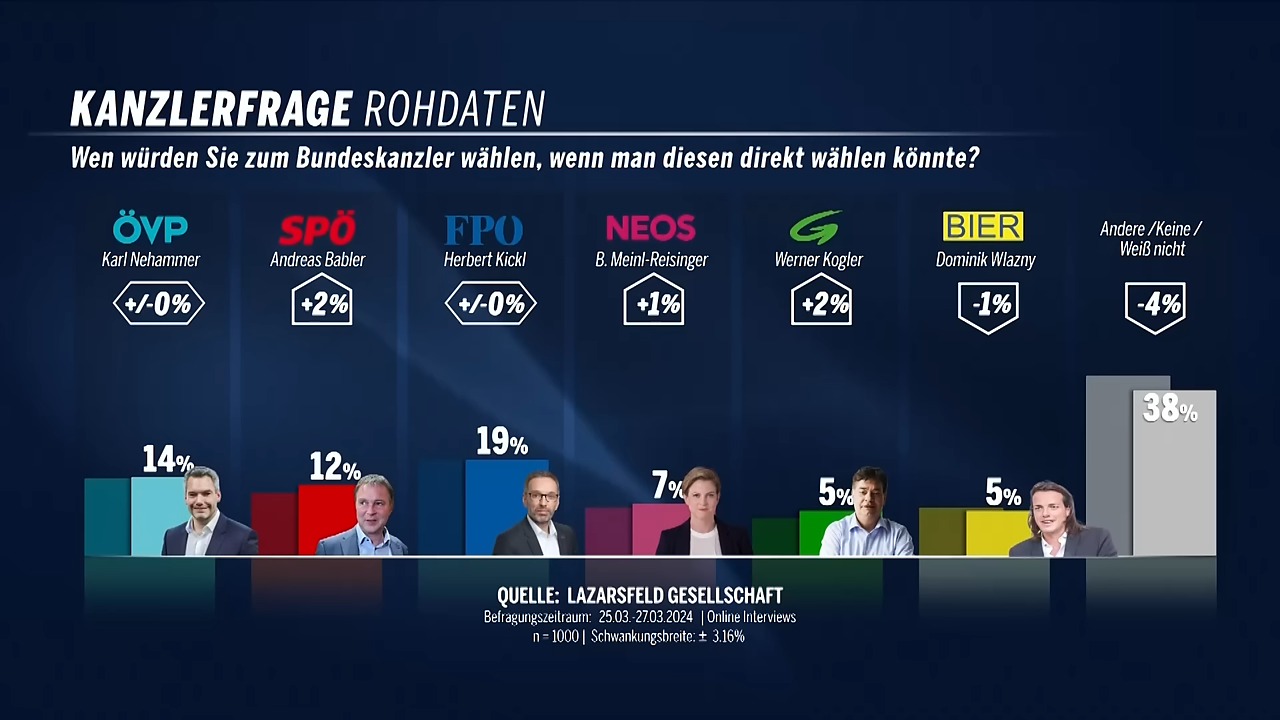 KANZLERFRAGE ROHDATEN
Wen würden Sie zum Bundeskanzler wählen, wenn man diesen direkt wählen könnte?
ÖVP
Karl Nehammer
+/-0%
14%
SPÖ
Andreas Babler
+2%
12%
FPÖ
Herbert Kickl
+/-0%
19%
NEOS
B. Meinl-Reisinger
+1%
7%
G
Werner Kogler
+2%
5%
BIER
Dominik Wlazny
-1%
5%
Andere / Keine /
Weiß nicht
-4%
38%
QUELLE: LAZARSFELD GESELLSCHAFT
Befragungszeitraum: 25.03.-27.03.2024 | Online Interviews
n = 1000 | Schwankungsbreite: ± 3.16%